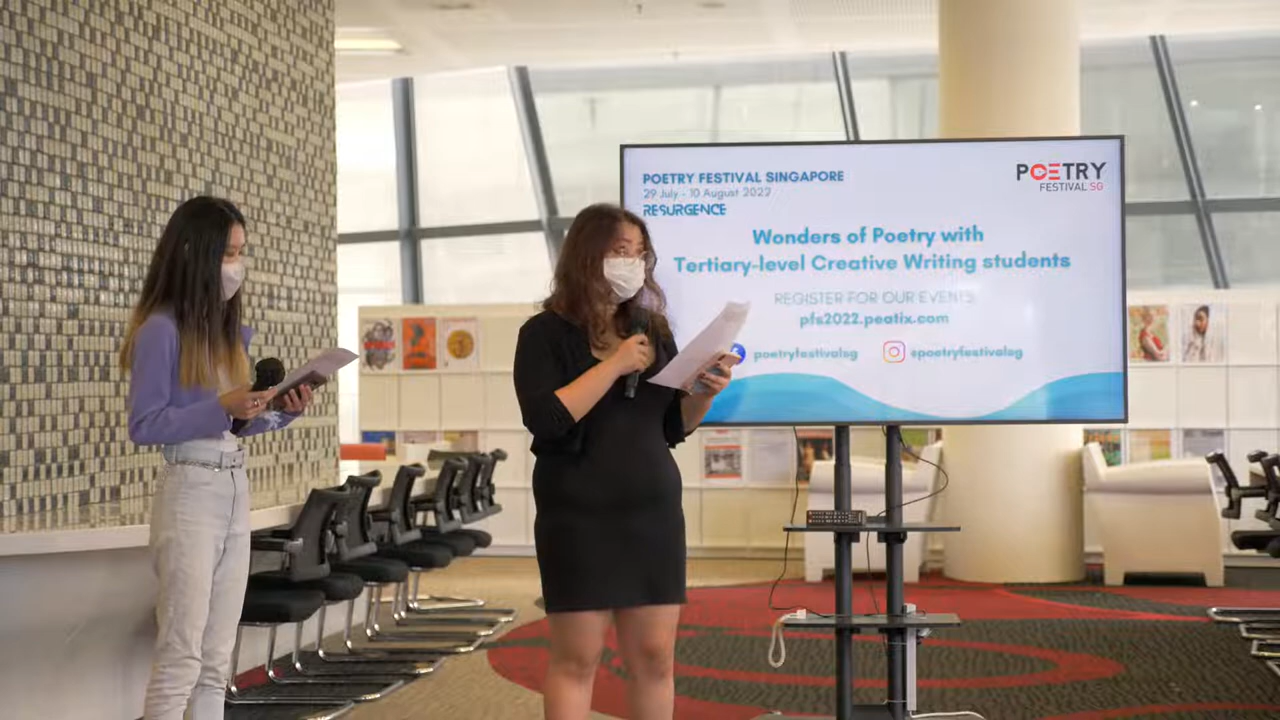 POETRY FESTIVAL SINGAPORE
29 July - 10 August 2022
RESURGENCE
POETRY
FESTIVAL SG
Wonders of Poetry with
Tertiary-level Creative Writing students
REGISTER FOR OUR EVENTS
pfs2022.peatix.com
poetryfestivalsg
@poetryfestivalsg